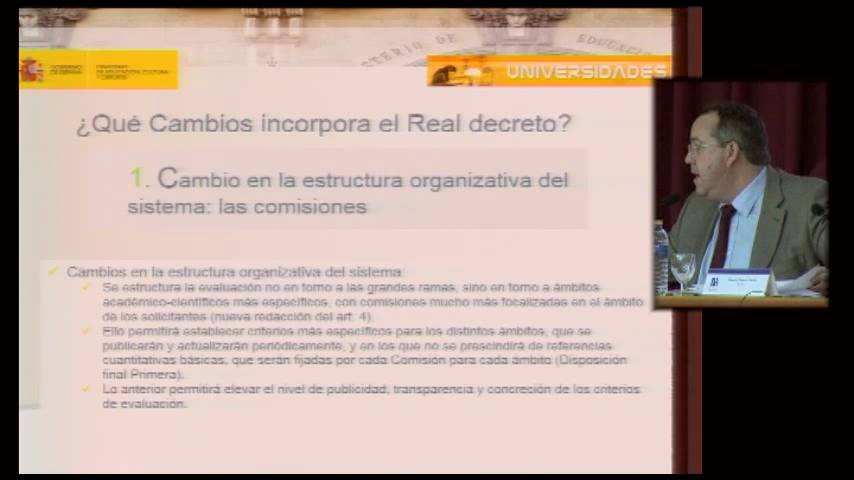 MINISTERIO DE EDUCACIÓN
GOBIERNO DE ESPAÑA
MINISTERIO DE EDUCACIÓN, CULTURA Y DEPORTE
UNIVERSIDADES
¿Qué Cambios incorpora el Real decreto?
1. Cambio en la estructura organizativa del
sistema: las comisiones
Cambios en la estructura organizativa del sistema:
Se estructura la evaluación no en torno a las grandes ramas, sino en torno a ámbitos
académico-científicos más específicos, con comisiones mucho más focalizadas en el ámbito
de los solicitantes (nueva redacción del art. 4).
Ello permitirá establecer criterios más específicos para los distintos ámbitos, que se
publicarán y actualizarán periódicamente, y en los que no se prescindirá de referencias
cuantitativas básicas, que serán fijadas por cada Comisión para cada ámbito (Disposición
final Primera).
Lo anterior permitirá elevar el nivel de publicidad, transparencia y concreción de los criterios
de evaluación.